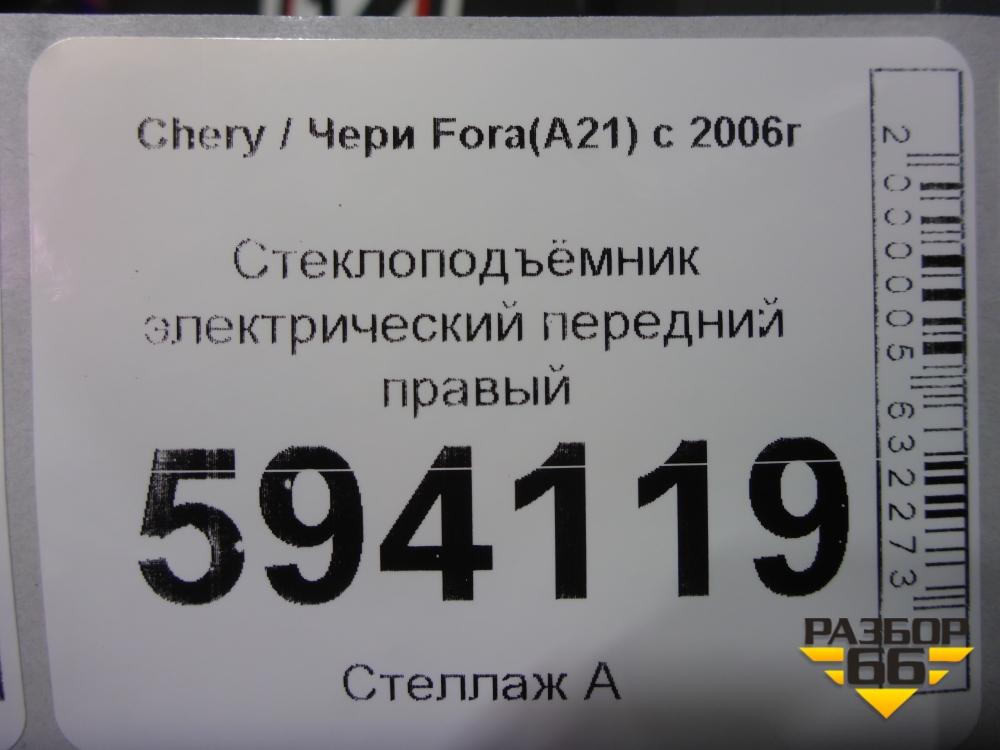 Chery / Чери Fora(A21) с 2006г
Стеклоподъёмник
электрический передний
правый
594119
Стеллаж А
2000005632273
РАЗБОР
66